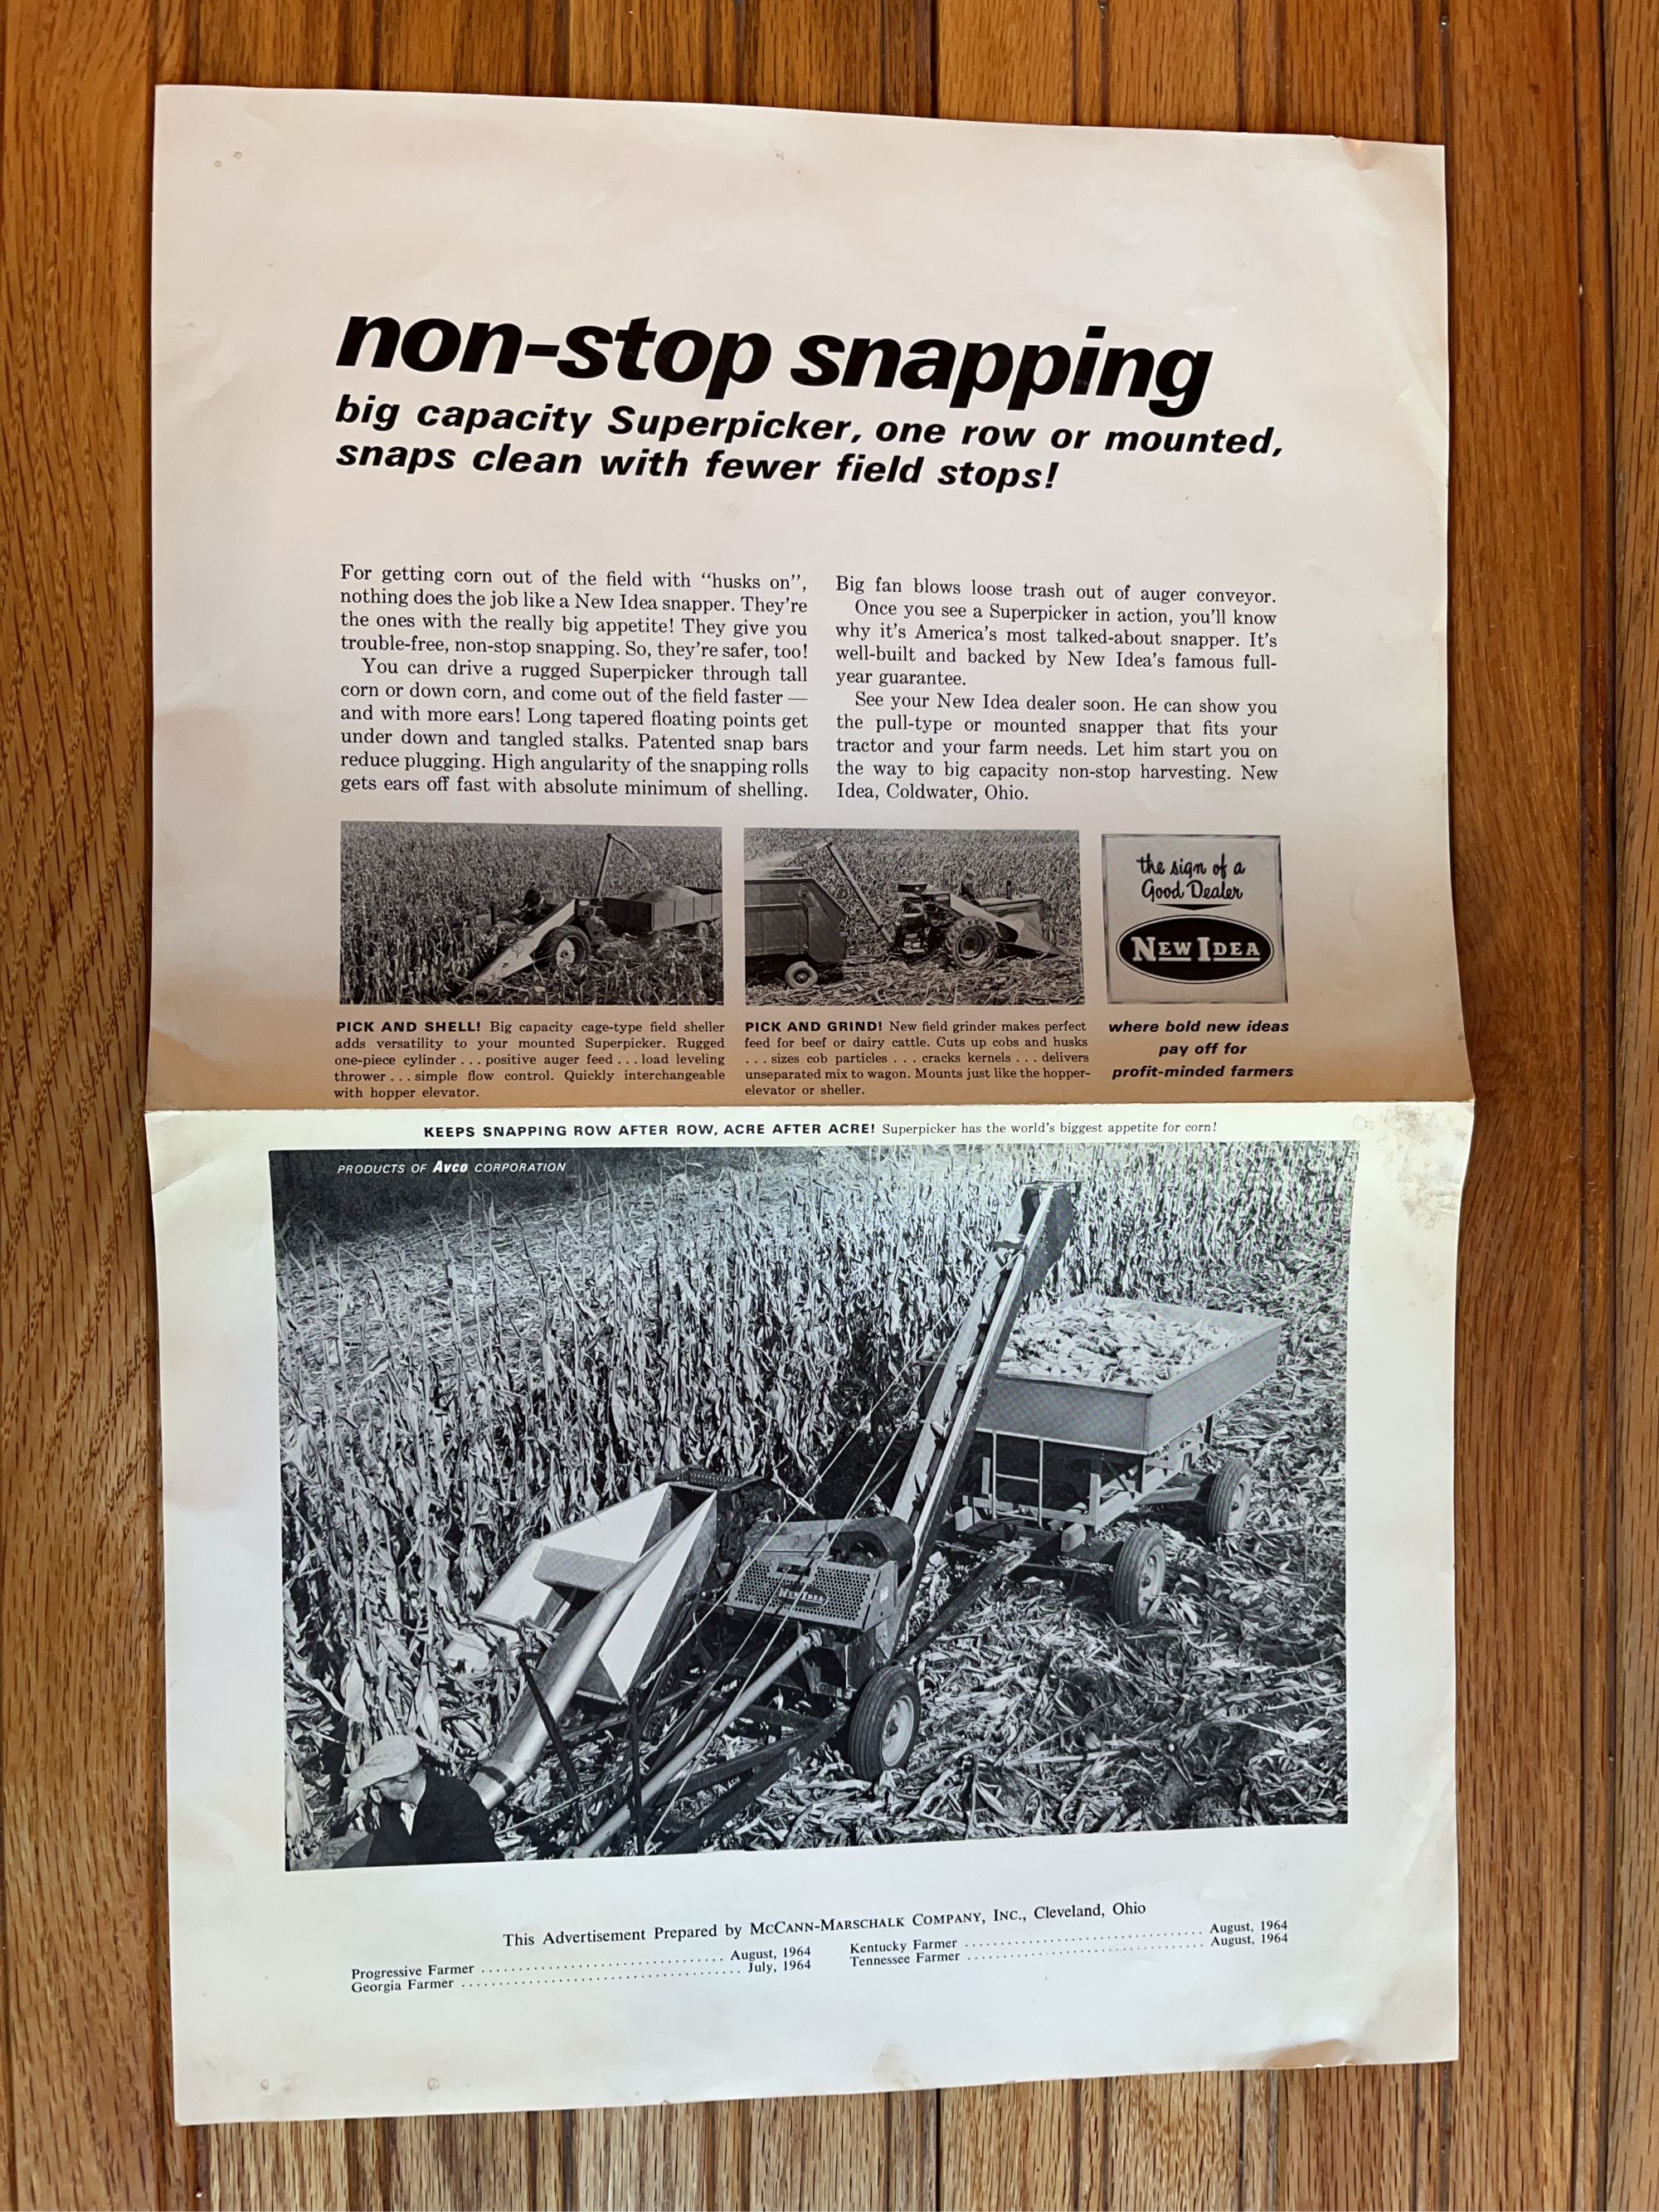 non-stop snapping
big capacity Superpicker, one row or mounted,
snaps clean with fewer field stops!
For getting corn out of the field with “husks on”,
nothing does the job like a New Idea snapper. They’re
the ones with the really big appetite! They give you
trouble-free, non-stop snapping. So, they’re safer, too!
You can drive a rugged Superpicker through tall
corn or down corn, and come out of the field faster —
and with more ears! Long tapered floating points get
under down and tangled stalks. Patented snap bars
reduce plugging. High angularity of the snapping rolls
gets ears off fast with absolute minimum of shelling.
Big fan blows loose trash out of auger conveyor.
Once you see a Superpicker in action, you’ll know
why it’s America’s most talked-about snapper. It’s
well-built and backed by New Idea’s famous full-
year guarantee.
See your New Idea dealer soon. He can show you
the pull-type or mounted snapper that fits your
tractor and your farm needs. Let him start you on
the way to big capacity non-stop harvesting. New
Idea, Coldwater, Ohio.
PICK AND SHELL! Big capacity cage-type field sheller
adds versatility to your mounted Superpicker. Rugged
one-piece cylinder . . . positive auger feed . . . load leveling
thrower . . . simple flow control. Quickly interchangeable
with hopper elevator.
PICK AND GRIND! New field grinder makes perfect
feed for beef or dairy cattle. Cuts up cobs and husks
. . . sizes cob particles . . . cracks kernels . . . delivers
unseparated mix to wagon. Mounts just like the hopper-
elevator or sheller.
the sign of a
Good Dealer
NEW IDEA
where bold new ideas
pay off for
profit-minded farmers
KEEPS SNAPPING ROW AFTER ROW, ACRE AFTER ACRE! Superpicker has the world’s biggest appetite for corn!
PRODUCTS OF Avco CORPORATION
NEW IDEA
This Advertisement Prepared by MCCANN-MARSCHALK COMPANY, INC., Cleveland, Ohio
Progressive Farmer . . . . . . . . . . . . . . . . . . . . . . . . . . . . . . . . . . August, 1964
Georgia Farmer . . . . . . . . . . . . . . . . . . . . . . . . . . . . . . . . . . . . . . . July, 1964
Kentucky Farmer . . . . . . . . . . . . . . . . . . . . . . . . . . . . . . . . . . August, 1964
Tennessee Farmer . . . . . . . . . . . . . . . . . . . . . . . . . . . . . . . . . . August, 1964